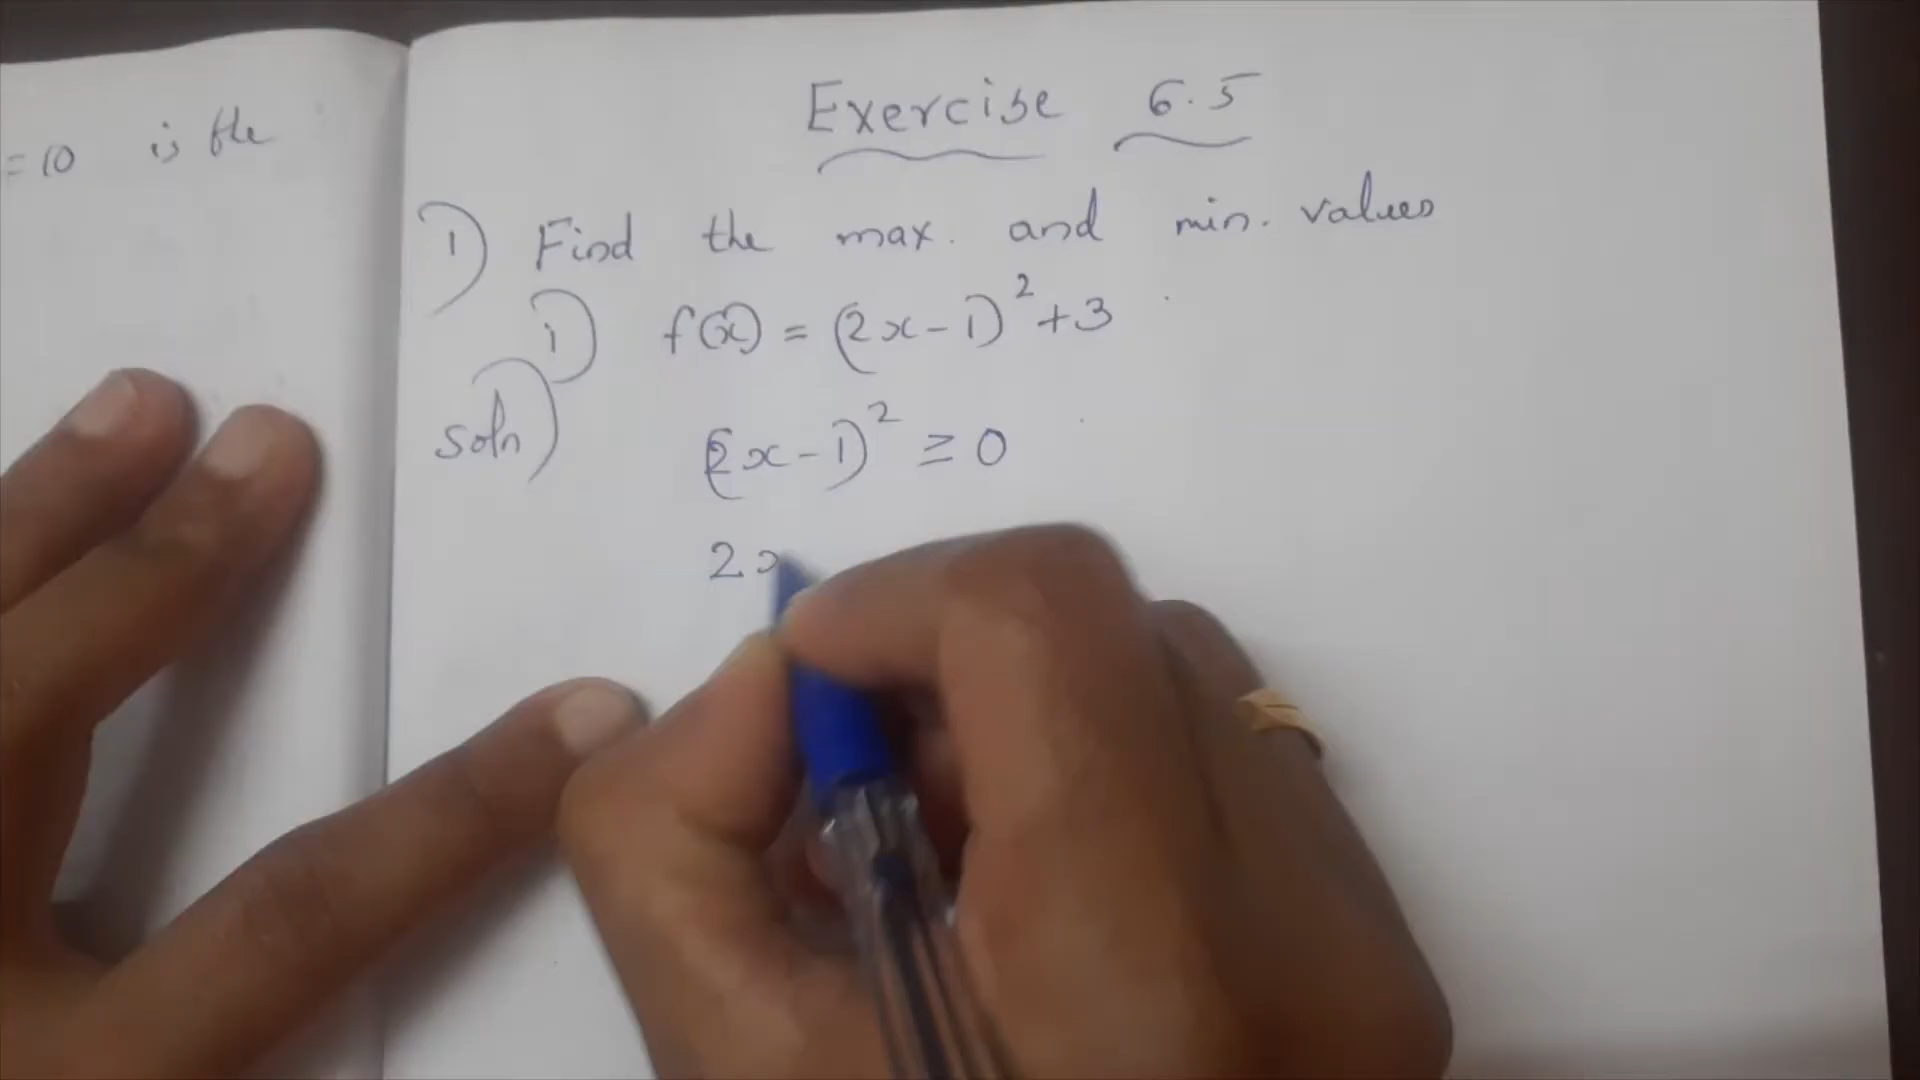 = 10 is the
Exercise 6.5
1) Find the max. and min. values
i) f(x) = (2x-1)² + 3
soln) (2x-1)² ≥ 0
2x